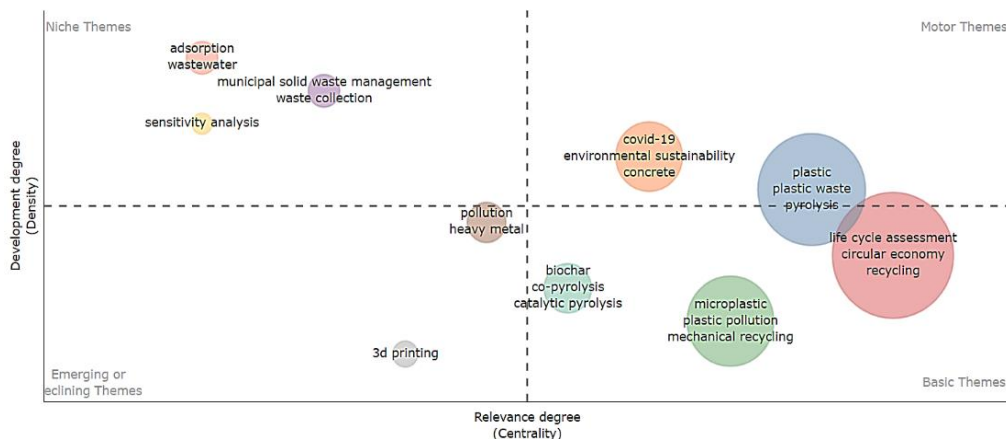 Niche Themes
Motor Themes
adsorption
wastewater
municipal solid waste management
waste collection
sensitivity analysis
covid-19
environmental sustainability
concrete
plastic
plastic waste
pyrolysis
Development degree
(Density)
pollution
heavy metal
life cycle assessment
circular economy
recycling
biochar
co-pyrolysis
catalytic pyrolysis
microplastic
plastic pollution
mechanical recycling
3d printing
Emerging or
eclining Themes
Basic Themes
Relevance degree
(Centrality)